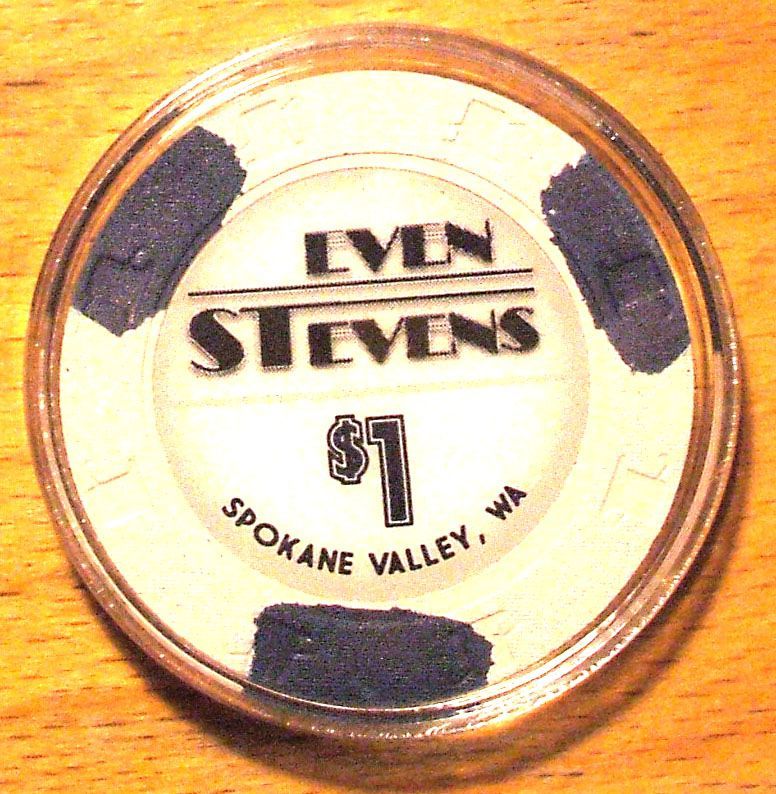 EVEN
STEVENS
$1
SPOKANE VALLEY, WA